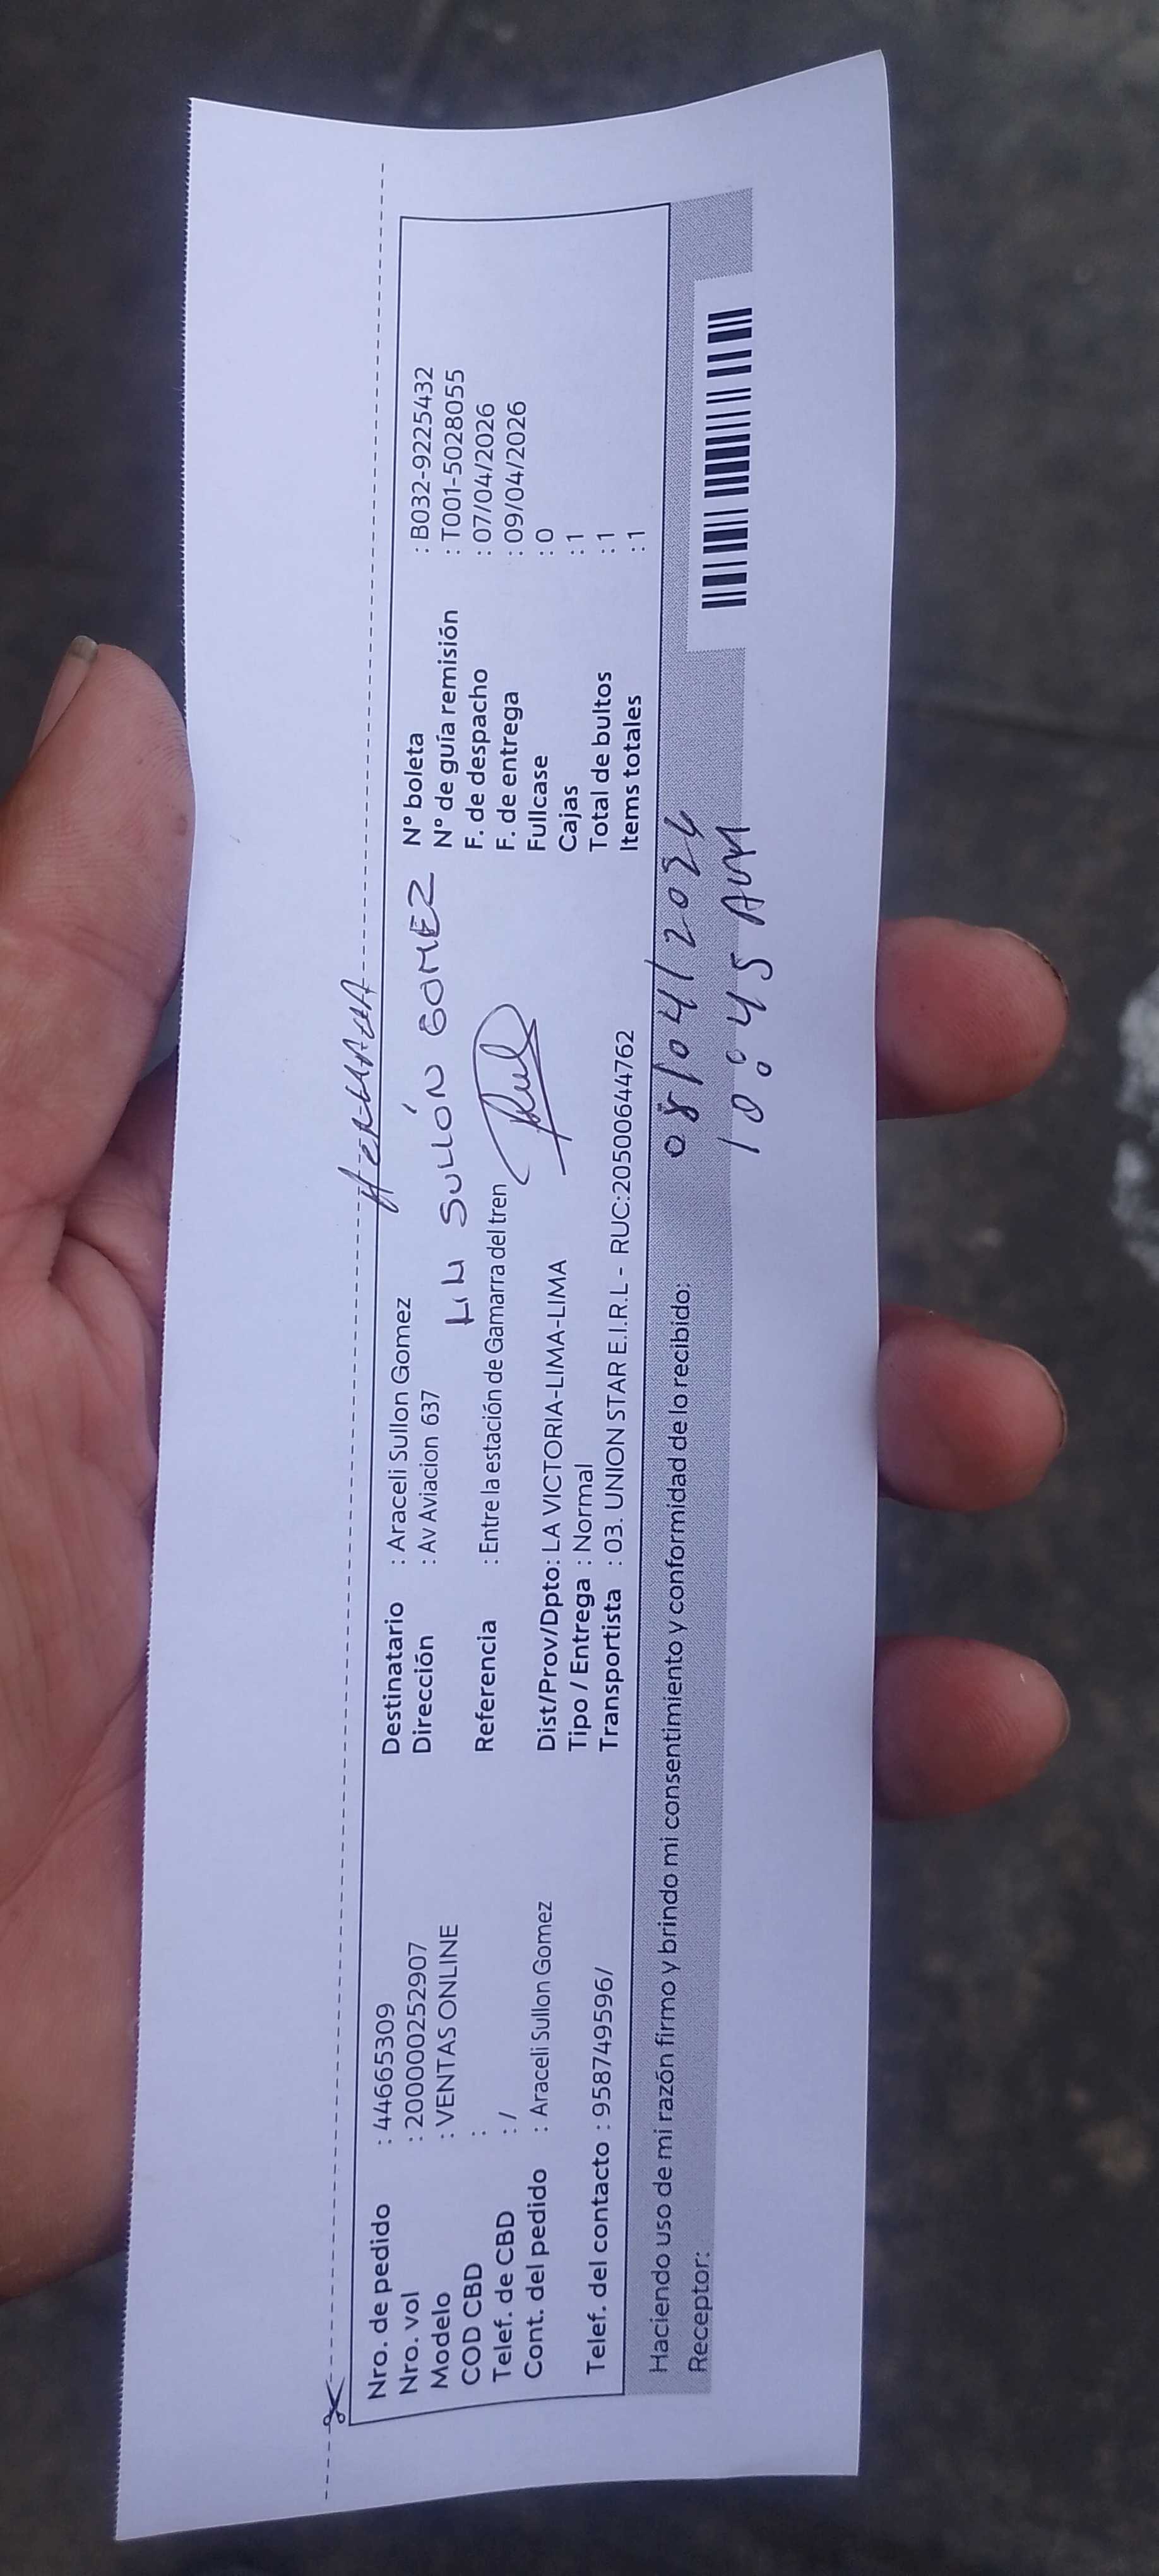 HERMANA
Nro. de pedido : 44665309
Nro. vol : 200000252907
Modelo : VENTAS ONLINE
COD CBD :
Telef. de CBD : /
Cont. del pedido : Araceli Sullon Gomez
Telef. del contacto : 958749596/
Destinatario : Araceli Sullon Gomez
Dirección : Av Aviacion 637
SULLÓN GOMEZ
Referencia : Entre la estación de Gamarra del tren
Dist/Prov/Dpto: LA VICTORIA-LIMA-LIMA
Tipo / Entrega : Normal
Transportista : 03. UNION STAR E.I.R.L - RUC:20500644762
N° boleta : B032-9225432
N° de guía remisión : T001-5028055
F. de despacho : 07/04/2026
F. de entrega : 09/04/2026
Fullcase : 0
Cajas : 1
Total de bultos : 1
Items totales : 1
Haciendo uso de mi razón firmo y brindo mi consentimiento y conformidad de lo recibido:
Receptor:
10:45 AM